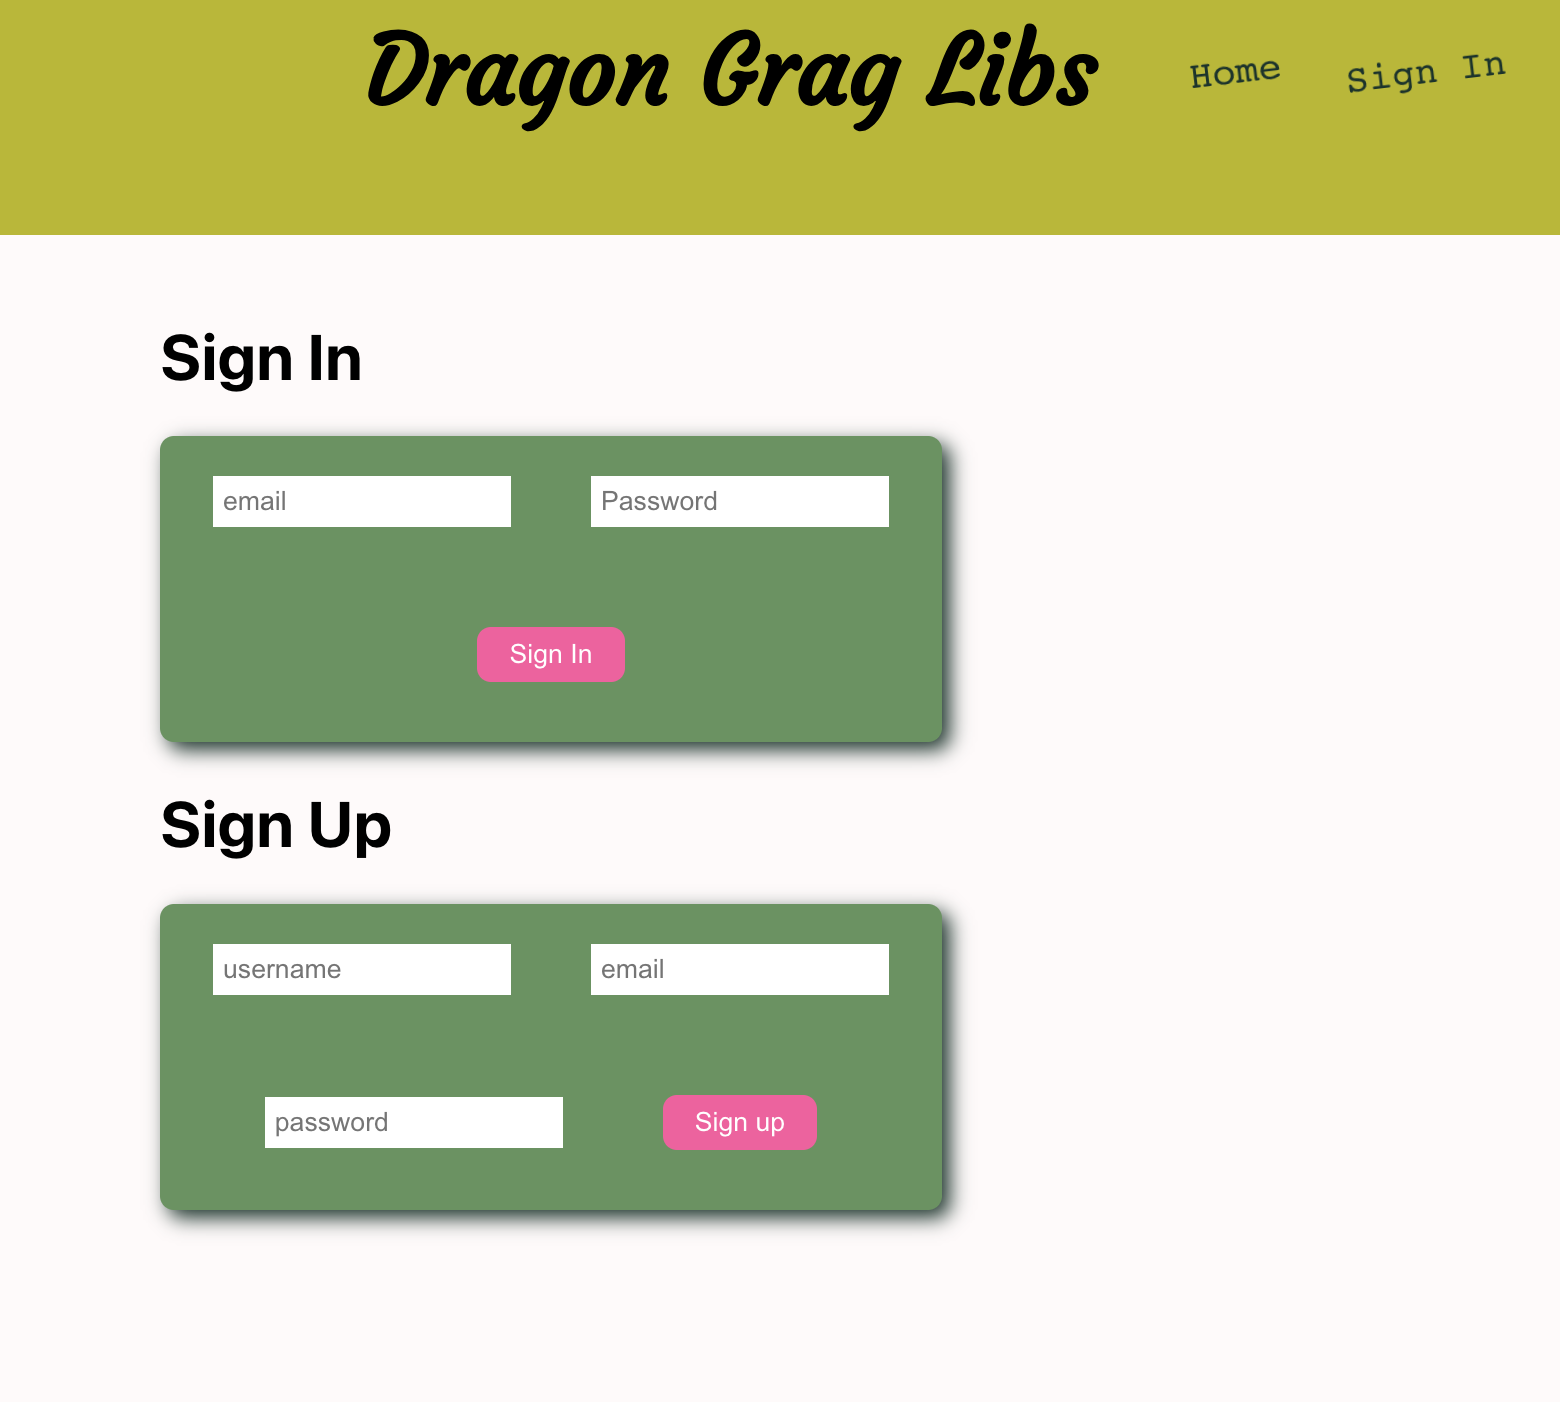 Dragon Grag Libs
Home
Sign In
Sign In
email
Password
Sign In
Sign Up
username
email
password
Sign up